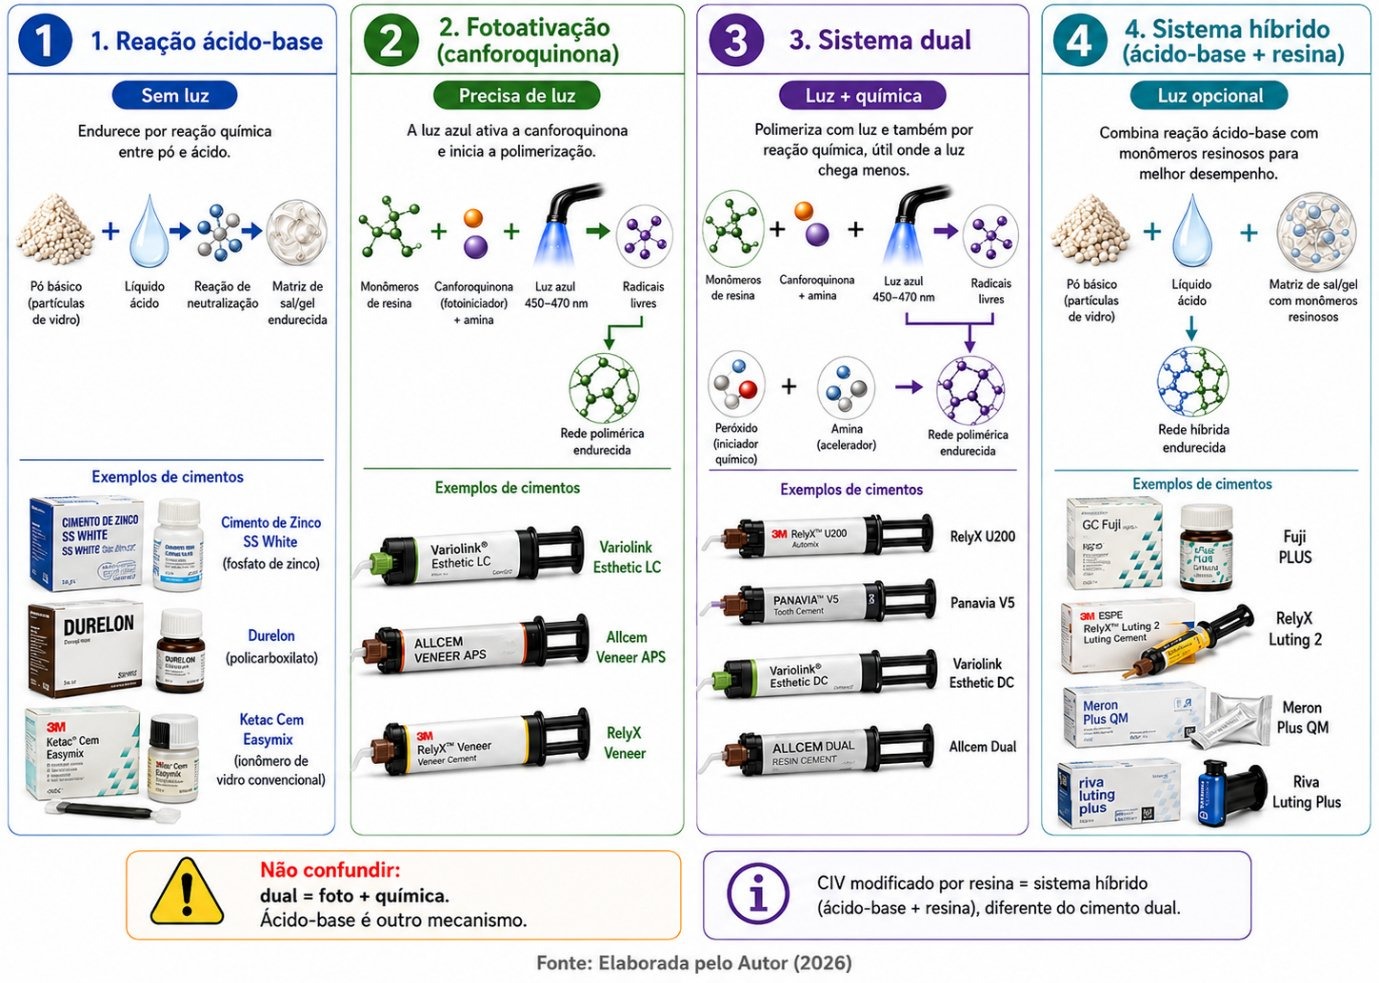 1
1. Reação ácido-base
Sem luz
Endurece por reação química
entre pó e ácido.
Pó básico
(partículas
de vidro)
+
Líquido
ácido
Reação de
neutralização
Matriz de
sal/gel
endurecida
Exemplos de cimentos
CIMENTO DE ZINCO
SS WHITE
SS WHITE
Cimento de Zinco
SS White
(fosfato de zinco)
DURELON
DURELON
Durelon
(policarboxilato)
3M
Ketac® Cem
Easymix
Cem
Easymix
Ketac Cem
Easymix
(ionômero de
vidro convencional)
2
2. Fotoativação
(canforoquinona)
Precisa de luz
A luz azul ativa a canforoquinona
e inicia a polimerização.
Monômeros
de resina
+
Canforoquinona
(fotoiniciador)
+ amina
+
Luz azul
450–470 nm
Radicais
livres
Rede polimérica
endurecida
Exemplos de cimentos
Variolink®
Esthetic LC
Variolink
Esthetic LC
ALLCEM
VENEER APS
Allcem
Veneer APS
3M
RelyX™ Veneer
Veneer Cement
RelyX
Veneer
3
3. Sistema dual
Luz + química
Polimeriza com luz e também por
reação química, útil onde a luz
chega menos.
Monômeros
de resina
+
Canforoquinona
+ amina
+
Luz azul
450–470 nm
Radicais
livres
Peróxido
(iniciador
químico)
+
Amina
(acelerador)
Rede polimérica
endurecida
Exemplos de cimentos
3M RelyX™ U200
Automix
RelyX U200
PANAVIA™ V5
Tooth Cement
Panavia V5
Variolink®
Esthetic DC
Variolink
Esthetic DC
ALLCEM DUAL
RESIN CEMENT
Allcem Dual
4
4. Sistema híbrido
(ácido-base + resina)
Luz opcional
Combina reação ácido-base com
monômeros resinosos para
melhor desempenho.
Pó básico
(partículas
de vidro)
+
Líquido
ácido
+
Matriz de sal/gel
com monômeros
resinosos
Rede híbrida
endurecida
Exemplos de cimentos
GC Fuji
PLUS
Fuji
PLUS
3M ESPE
RelyX™ Luting 2
Luting Cement
RelyX
Luting 2
Meron
Plus QM
Meron
Plus QM
riva
luting
plus
Riva
Luting Plus
Não confundir:
dual = foto + química.
Ácido-base é outro mecanismo.
CIV modificado por resina = sistema híbrido
(ácido-base + resina), diferente do cimento dual.
Fonte: Elaborada pelo Autor (2026)